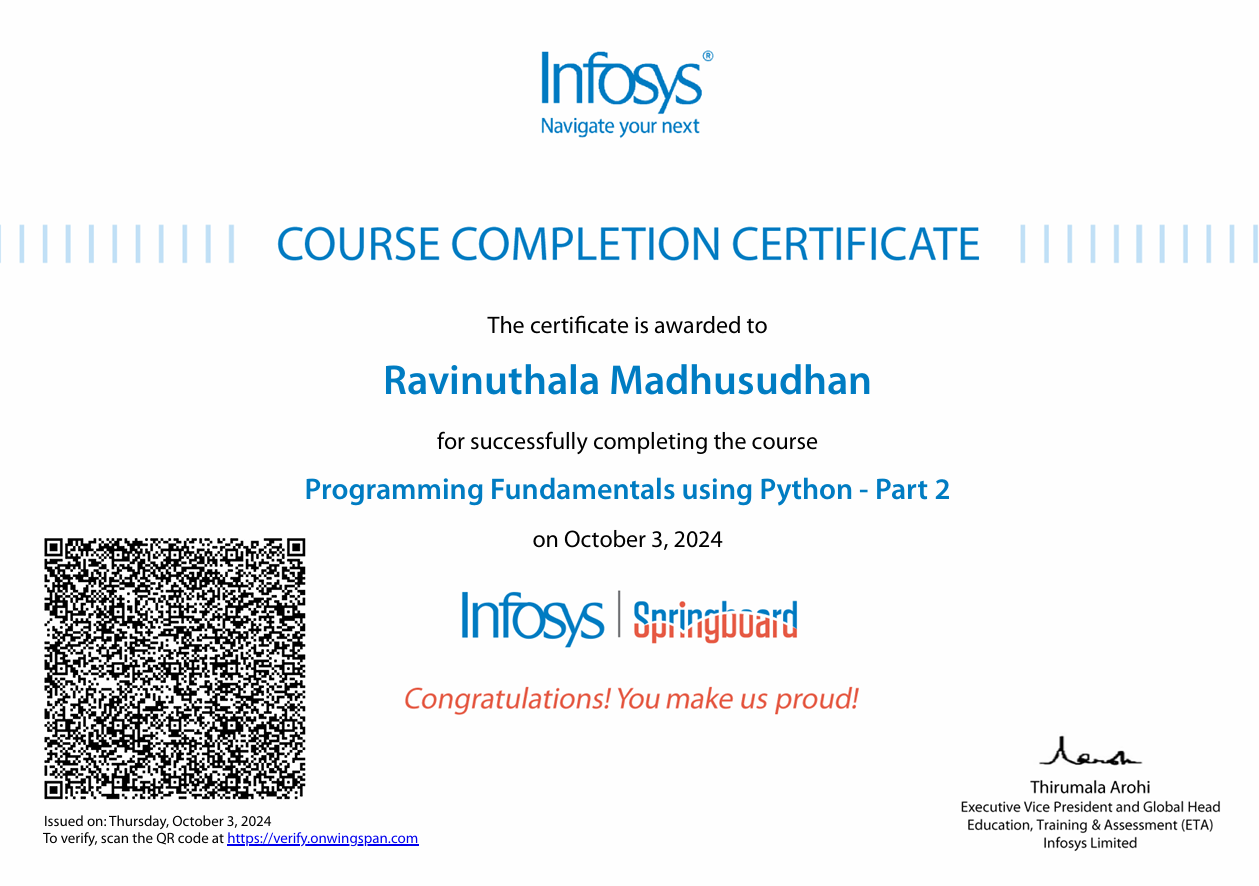 Infosys®
Navigate your next
COURSE COMPLETION CERTIFICATE
The certificate is awarded to
Ravinuthala Madhusudhan
for successfully completing the course
Programming Fundamentals using Python - Part 2
on October 3, 2024
Infosys | Springboard
Congratulations! You make us proud!
Issued on: Thursday, October 3, 2024
To verify, scan the QR code at https://verify.onwingspan.com
Thirumala Arohi
Executive Vice President and Global Head
Education, Training & Assessment (ETA)
Infosys Limited